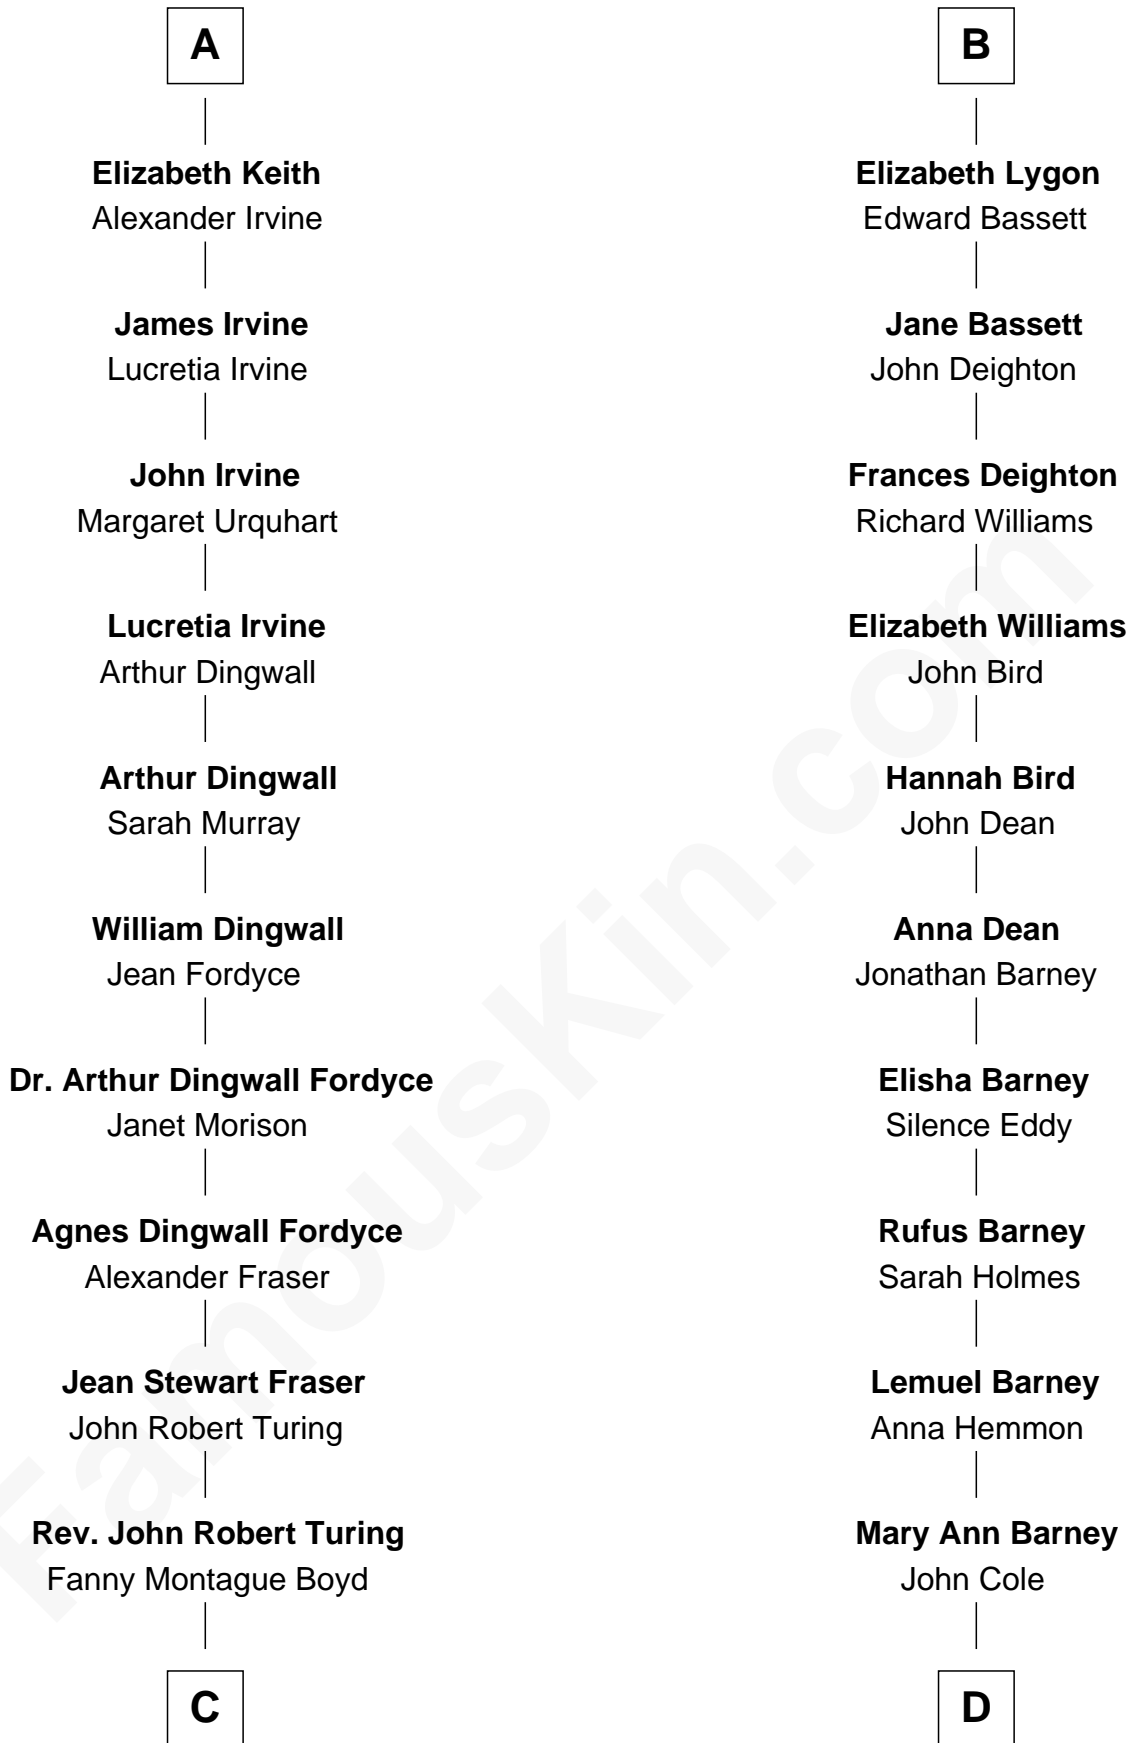 A
Elizabeth Keith
Alexander Irvine
James Irvine
Lucretia Irvine
John Irvine
Margaret Urquhart
Lucretia Irvine
Arthur Dingwall
Arthur Dingwall
Sarah Murray
William Dingwall
Jean Fordyce
Dr. Arthur Dingwall Fordyce
Janet Morison
Agnes Dingwall Fordyce
Alexander Fraser
Jean Stewart Fraser
John Robert Turing
Rev. John Robert Turing
Fanny Montague Boyd
C
B
Elizabeth Lygon
Edward Bassett
Jane Bassett
John Deighton
Frances Deighton
Richard Williams
Elizabeth Williams
John Bird
Hannah Bird
John Dean
Anna Dean
Jonathan Barney
Elisha Barney
Silence Eddy
Rufus Barney
Sarah Holmes
Lemuel Barney
Anna Hemmon
Mary Ann Barney
John Cole
D
FamousKin.com